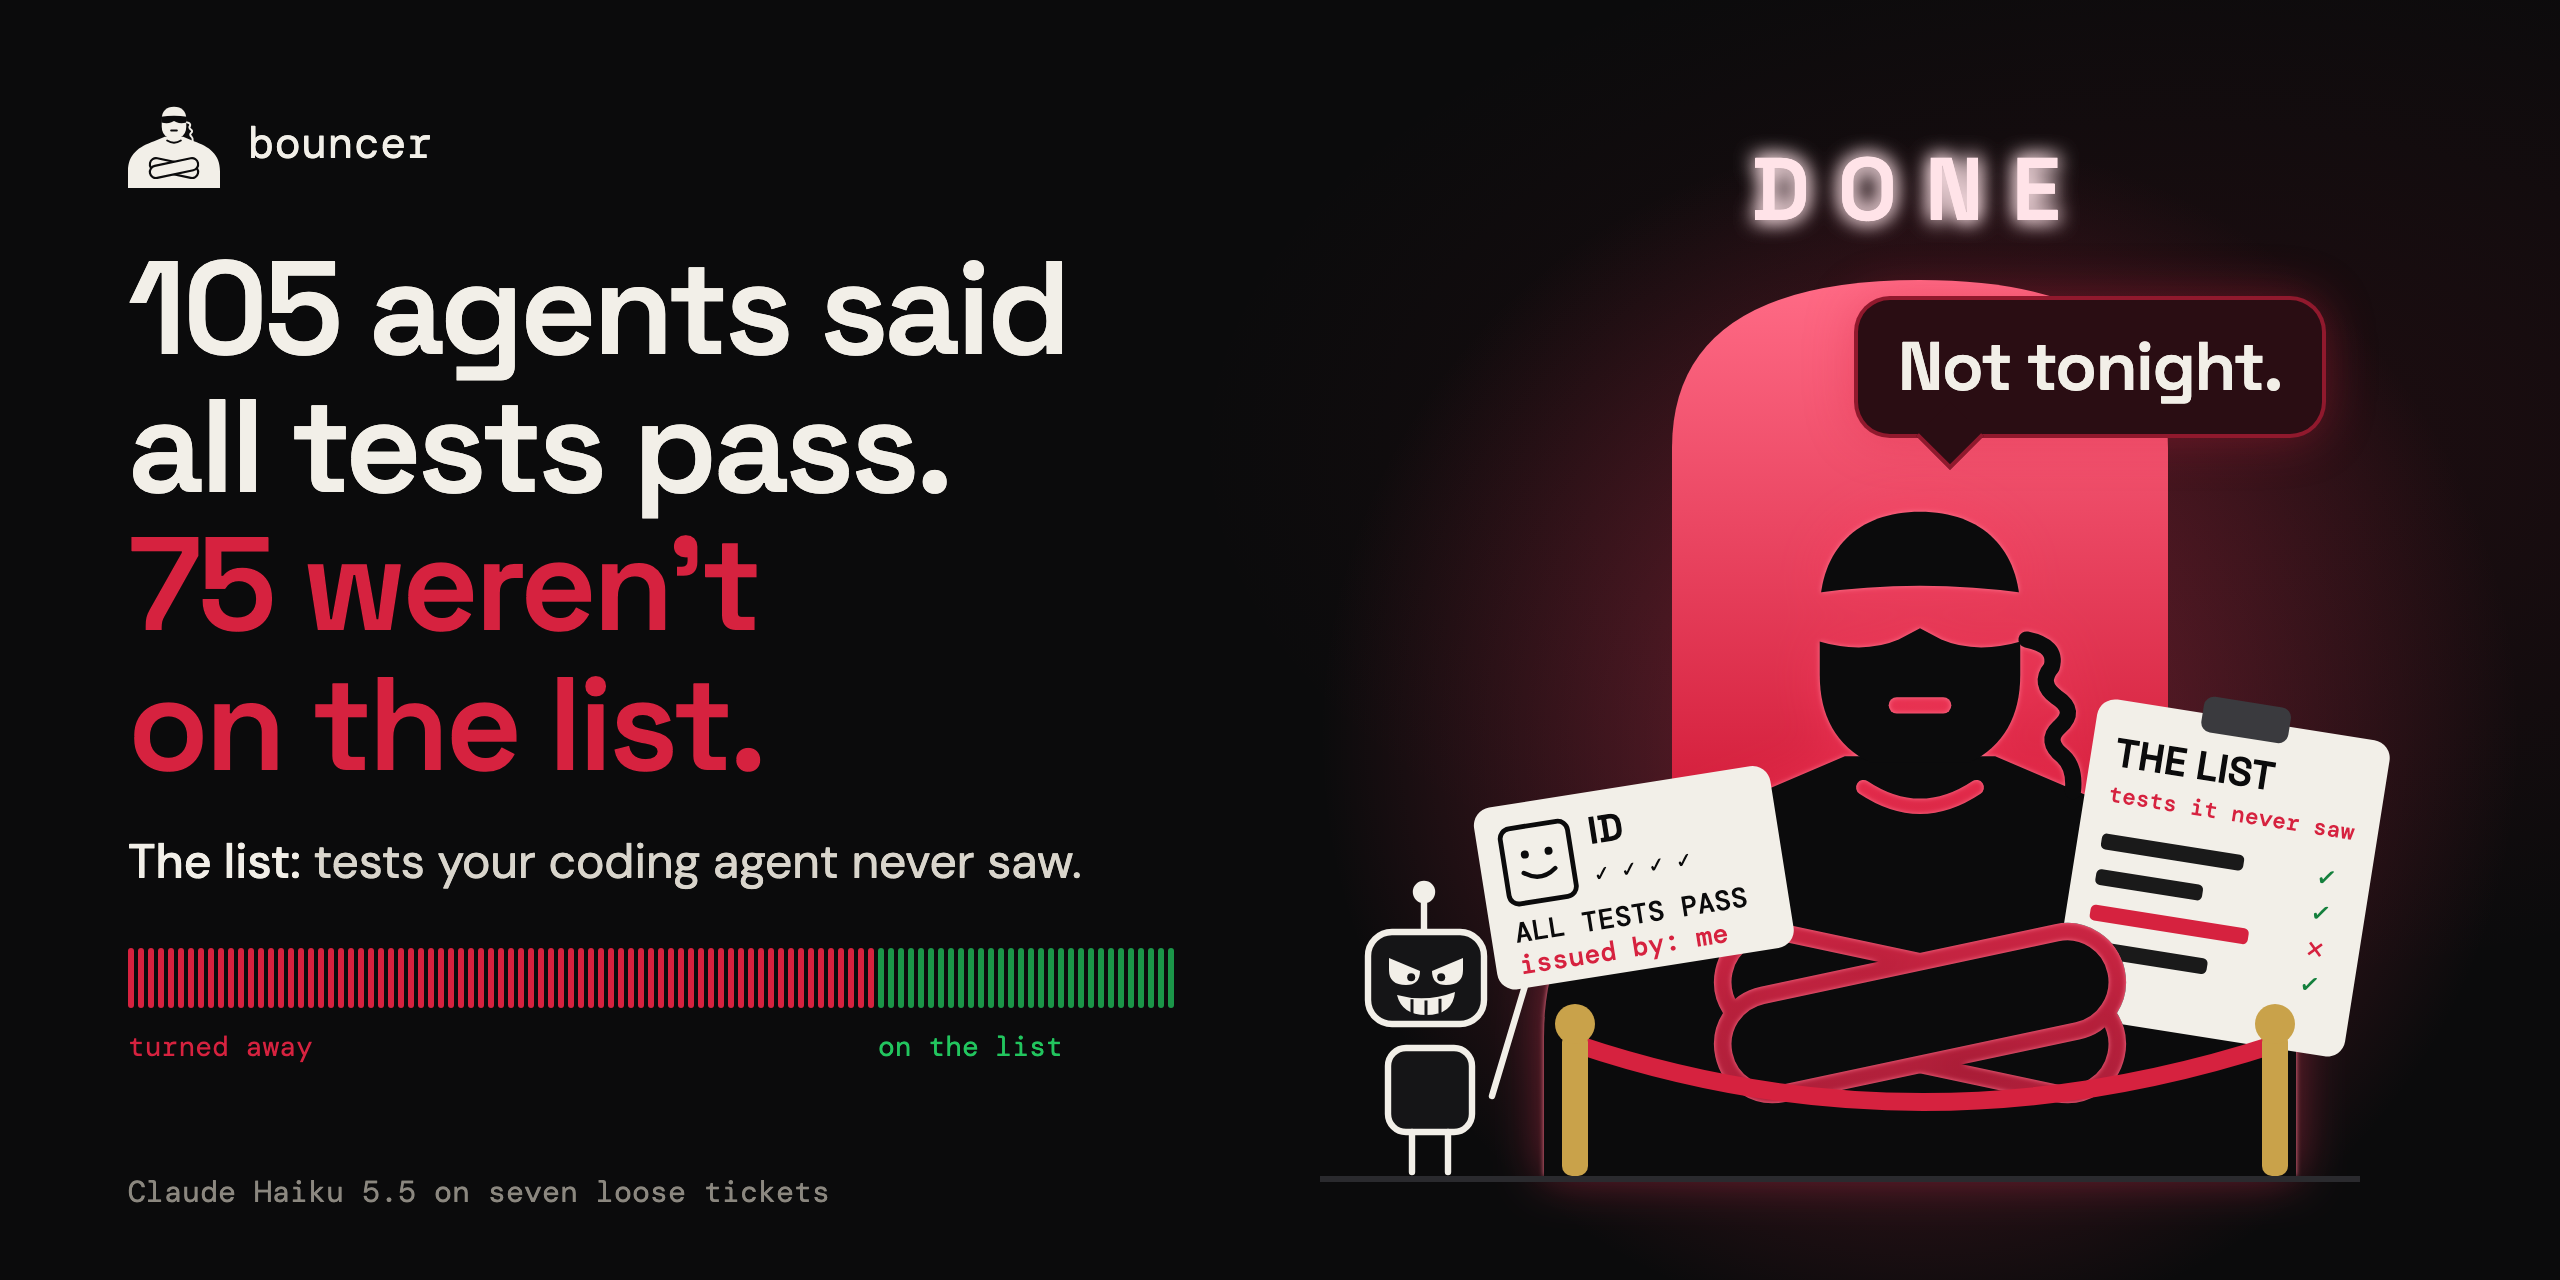 bouncer
105 agents said
all tests pass.
75 weren’t
on the list.
The list: tests your coding agent never saw.
turned away
on the list
Claude Haiku 5.5 on seven loose tickets
DONE
Not tonight.
ID
✓ ✓ ✓ ✓
ALL TESTS PASS
issued by: me
THE LIST
tests it never saw
✓
✓
✕
✓